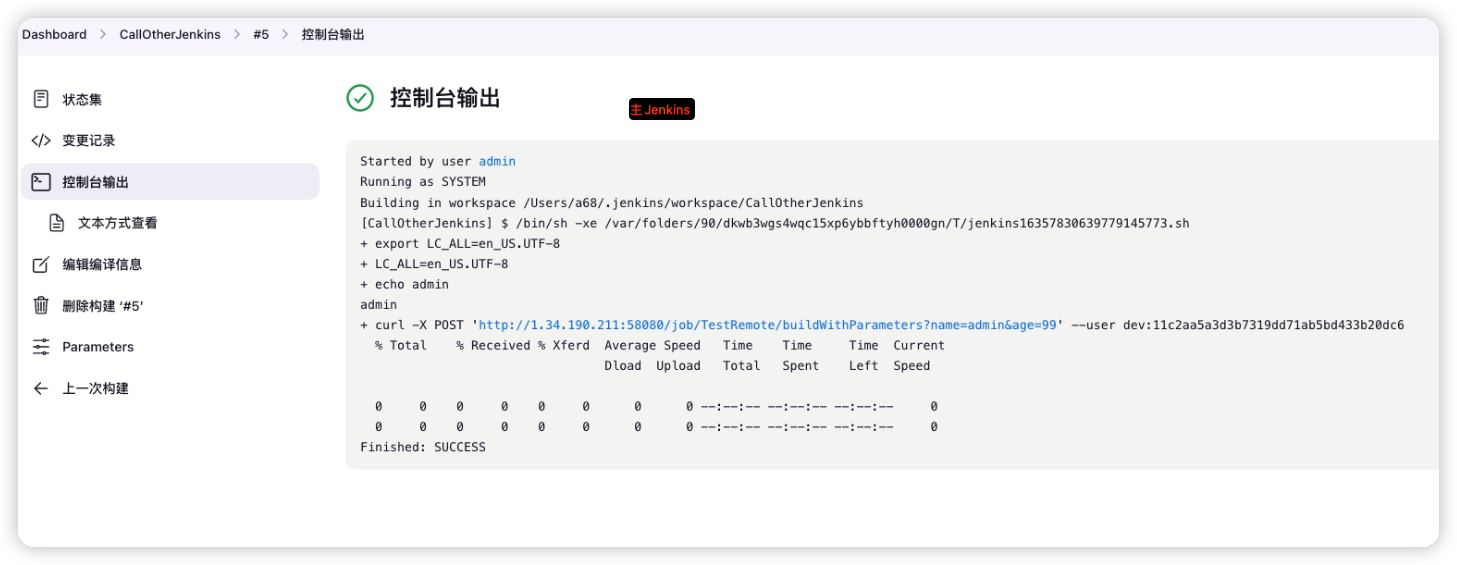 Dashboard > CallOtherJenkins > #5 > 控制台输出
状态集
变更记录
控制台输出
文本方式查看
编辑编译信息
删除构建 ‘#5’
Parameters
上一次构建
控制台输出
主 Jenkins
Started by user admin
Running as SYSTEM
Building in workspace /Users/a68/.jenkins/workspace/CallOtherJenkins
[CallOtherJenkins] $ /bin/sh -xe /var/folders/90/dkwb3wgs4wqc15xp6ybbftyh0000gn/T/jenkins16357830639779145773.sh
+ export LC_ALL=en_US.UTF-8
+ LC_ALL=en_US.UTF-8
+ echo admin
admin
+ curl -X POST 'http://1.34.190.211:58080/job/TestRemote/buildWithParameters?name=admin&age=99' --user dev:11c2aa5a3d3b7319dd71ab5bd433b20dc6
  % Total    % Received % Xferd  Average Speed   Time    Time     Time  Current
                                 Dload  Upload   Total   Spent    Left  Speed
  0     0    0     0    0     0      0      0 --:--:-- --:--:-- --:--:--     0
  0     0    0     0    0     0      0      0 --:--:-- --:--:-- --:--:--     0
Finished: SUCCESS